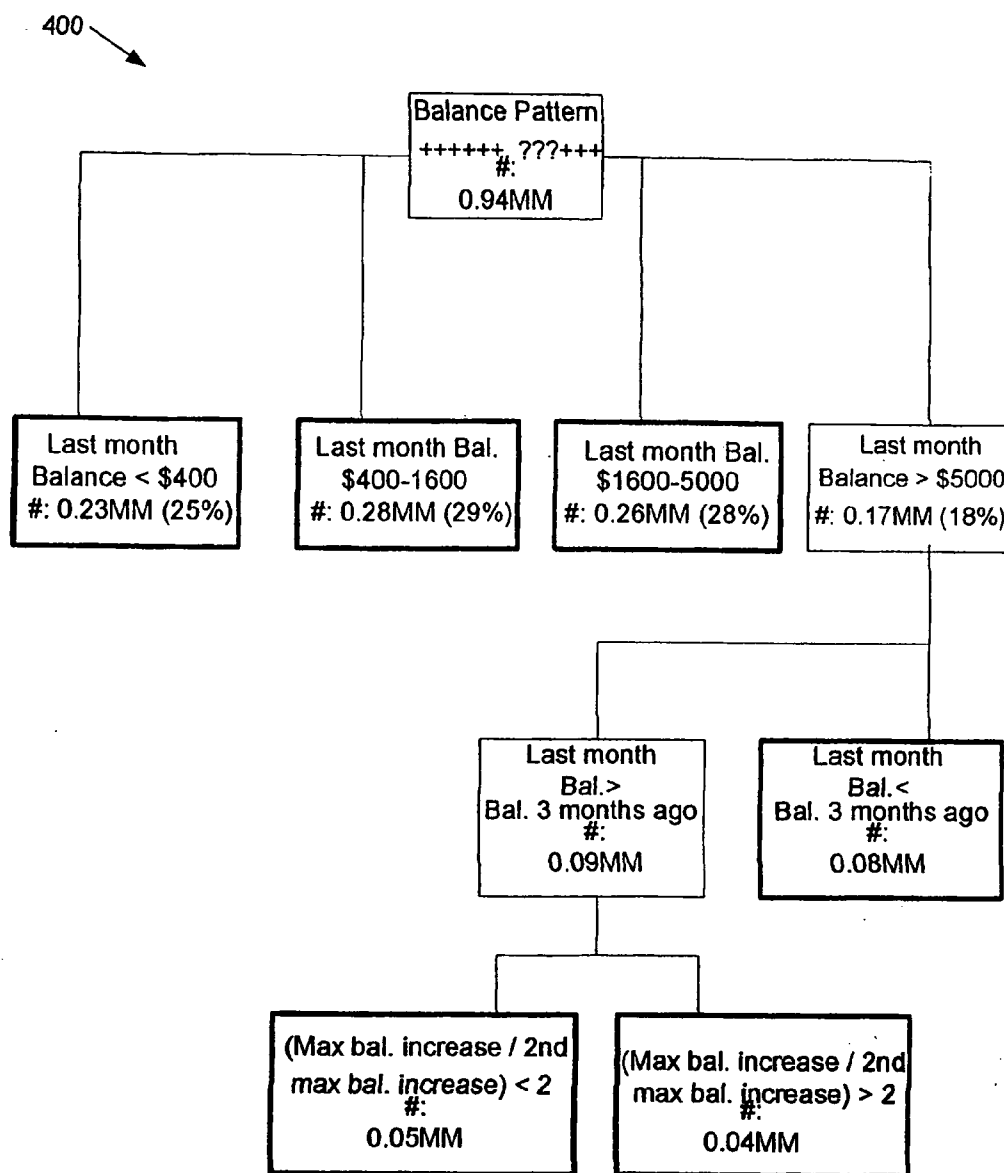 400
Balance Pattern
++++++, ???+++
#:
0.94MM
Last month
Balance < $400
#: 0.23MM (25%)
Last month Bal.
$400-1600
#: 0.28MM (29%)
Last month Bal.
$1600-5000
#: 0.26MM (28%)
Last month
Balance > $5000
#: 0.17MM (18%)
Last month
Bal.>
Bal. 3 months ago
#:
0.09MM
Last month
Bal.<
Bal. 3 months ago
#:
0.08MM
(Max bal. increase / 2nd
max bal. increase) < 2
#:
0.05MM
(Max bal. increase / 2nd
max bal. increase) > 2
#:
0.04MM